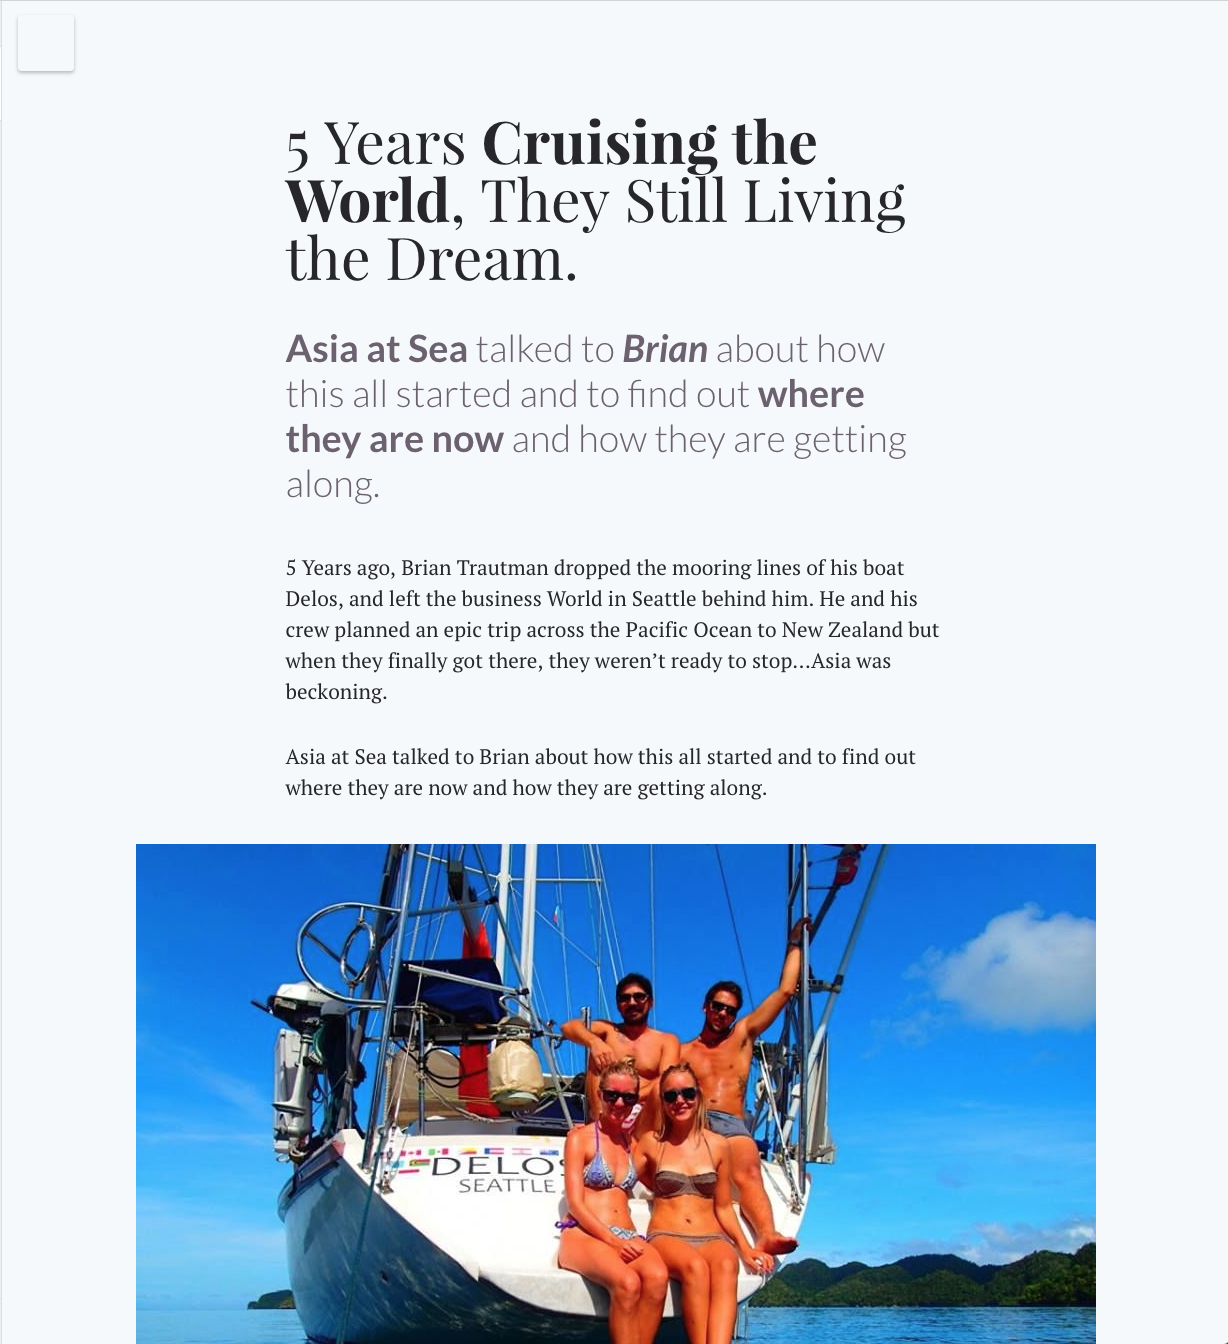 5 Years Cruising the
World, They Still Living
the Dream.
Asia at Sea talked to Brian about how
this all started and to find out where
they are now and how they are getting
along.
5 Years ago, Brian Trautman dropped the mooring lines of his boat
Delos, and left the business World in Seattle behind him. He and his
crew planned an epic trip across the Pacific Ocean to New Zealand but
when they finally got there, they weren’t ready to stop…Asia was
beckoning.
Asia at Sea talked to Brian about how this all started and to find out
where they are now and how they are getting along.
DELOS
SEATTLE